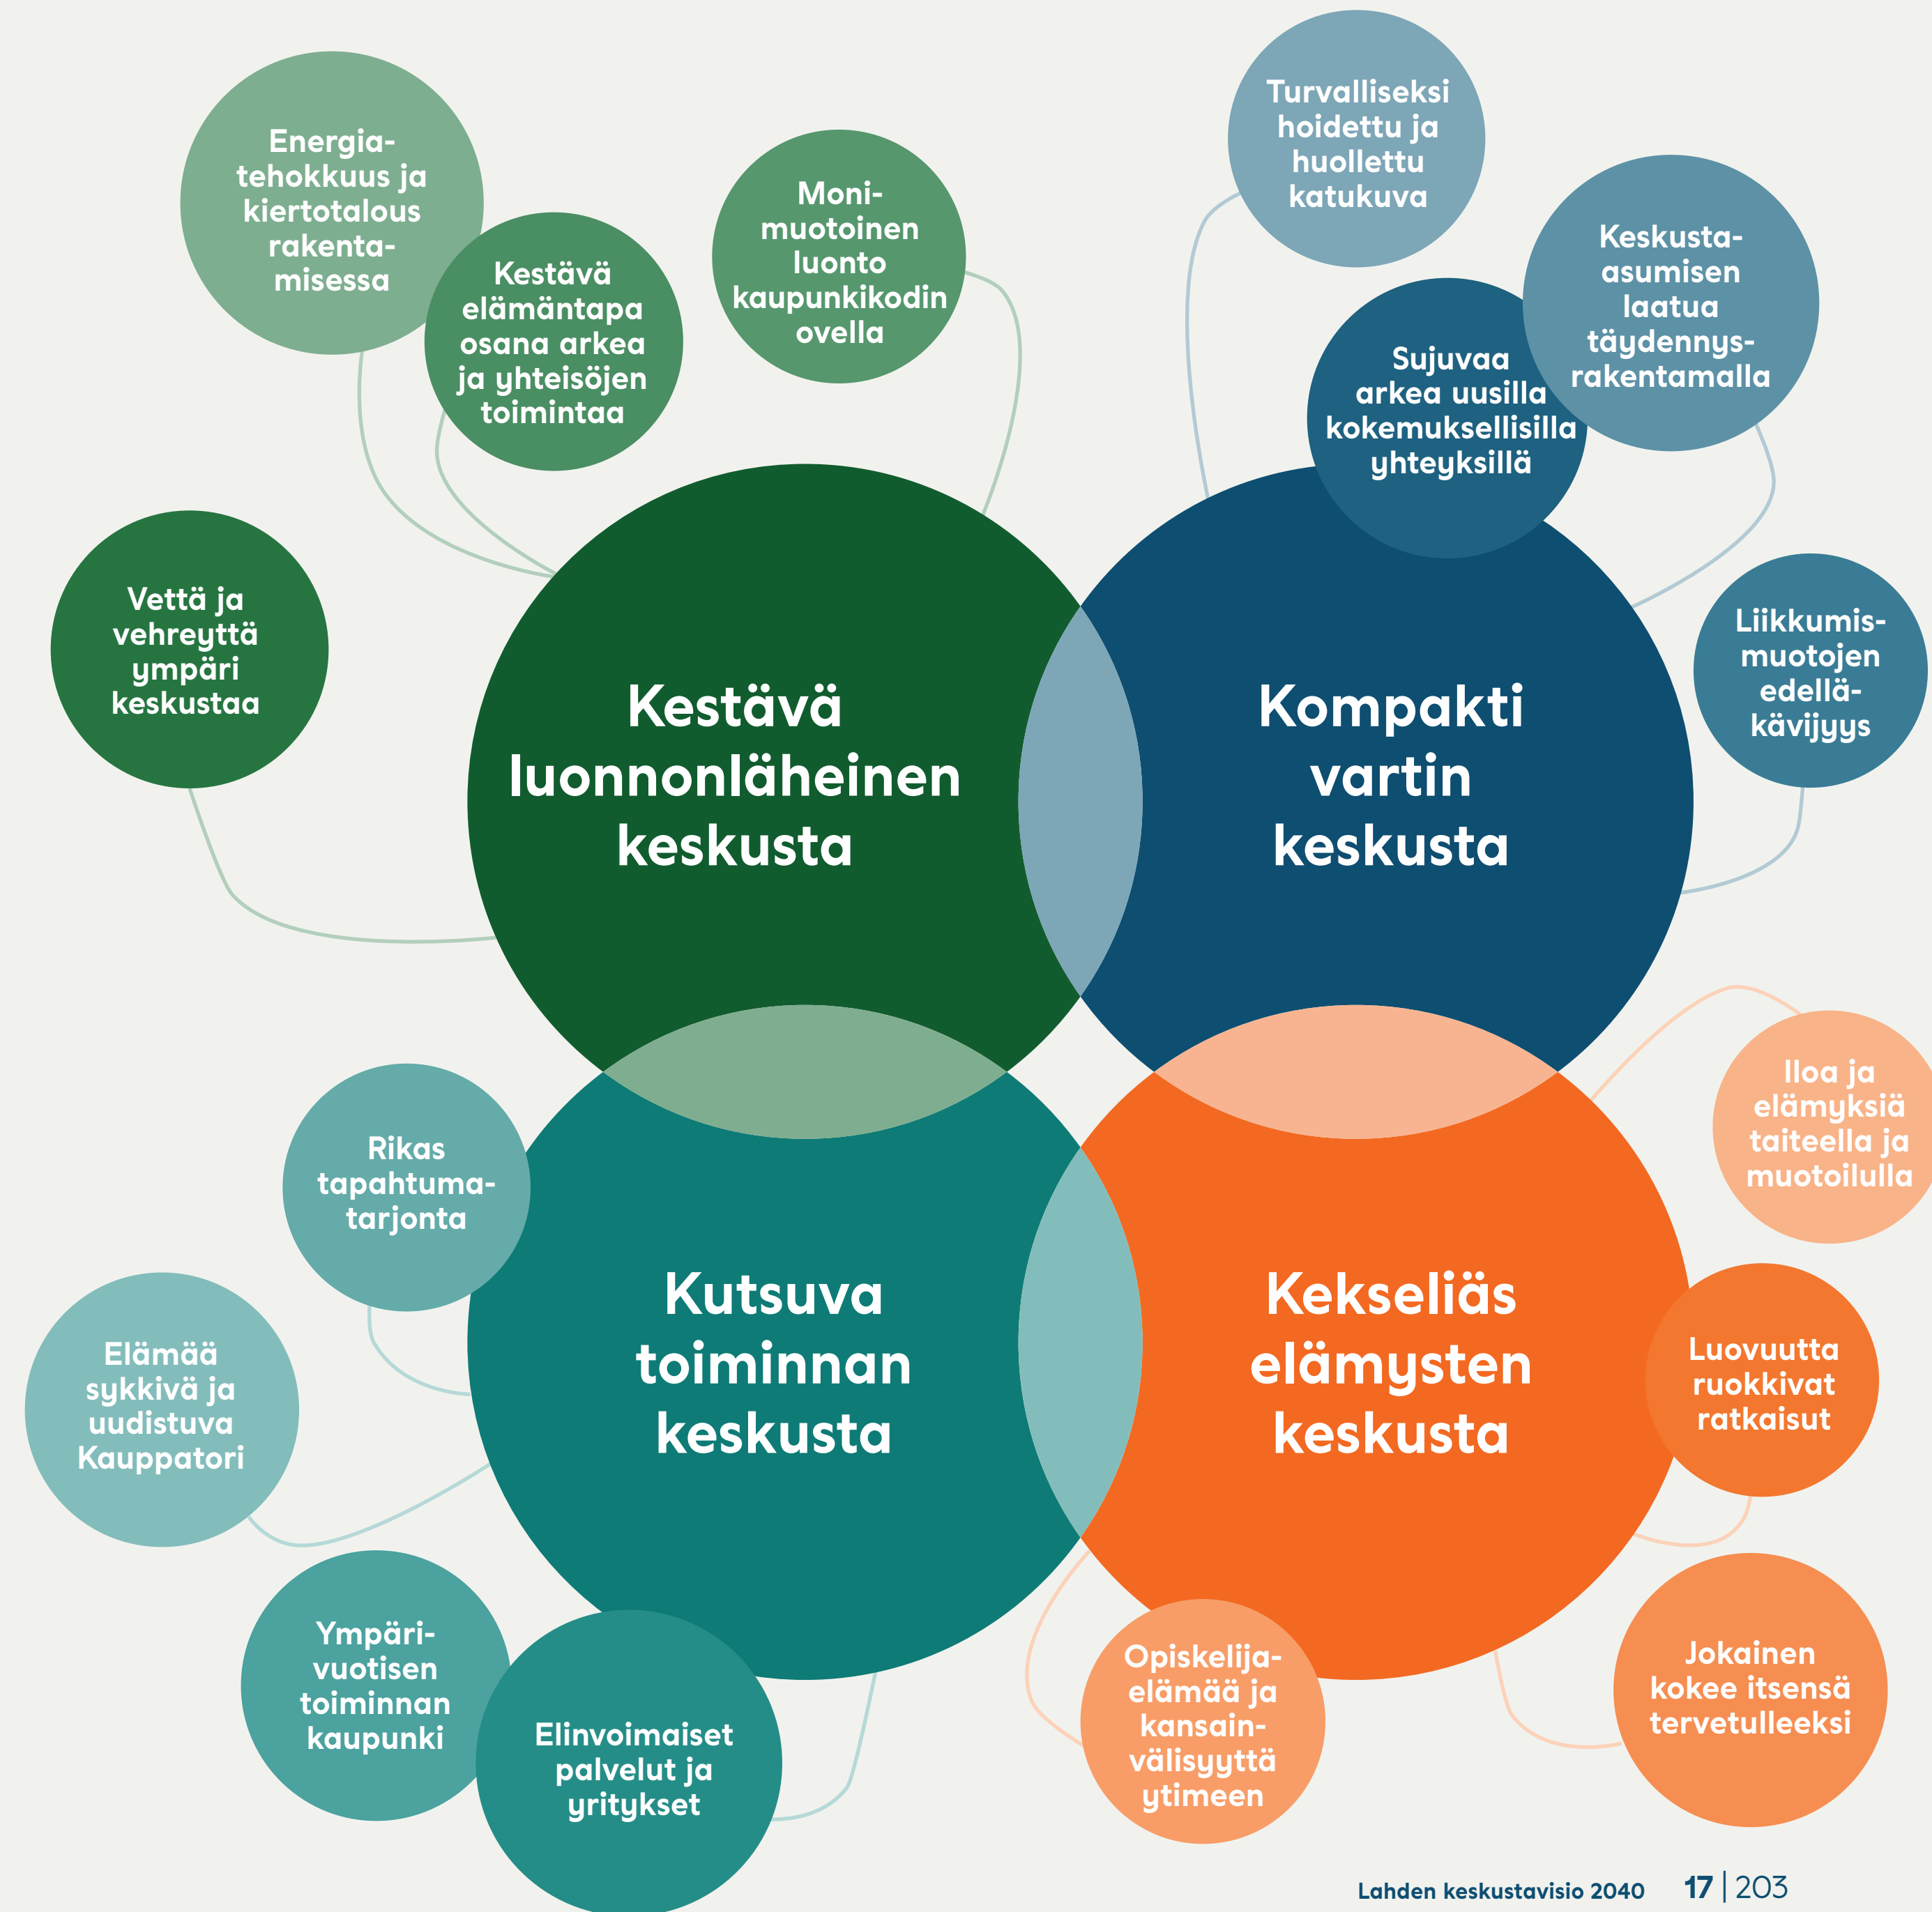 Energia-
tehokkuus ja
kiertotalous
rakenta-
misessa
Kestävä
elämäntapa
osana arkea
ja yhteisöjen
toimintaa
Moni-
muotoinen
luonto
kaupunkikodin
ovella
Vettä ja
vehreyttä
ympäri
keskustaa
Kestävä
luonnonläheinen
keskusta
Turvalliseksi
hoidettu ja
huollettu
katukuva
Keskusta-
asumisen
laatua
täydennys-
rakentamalla
Sujuvaa
arkea uusilla
kokemuksellisilla
yhteyksillä
Liikkumis-
muotojen
edellä-
kävijyys
Kompakti
vartin
keskusta
Rikas
tapahtuma-
tarjonta
Elämää
sykkivä ja
uudistuva
Kauppatori
Ympäri-
vuotisen
toiminnan
kaupunki
Elinvoimaiset
palvelut ja
yritykset
Kutsuva
toiminnan
keskusta
Kekseliäs
elämysten
keskusta
Iloa ja
elämyksiä
taiteella ja
muotoilulla
Luovuutta
ruokkivat
ratkaisut
Jokainen
kokee itsensä
tervetulleeksi
Opiskelija-
elämää ja
kansain-
välisyyttä
ytimeen
Lahden keskustavisio 2040 17 | 203